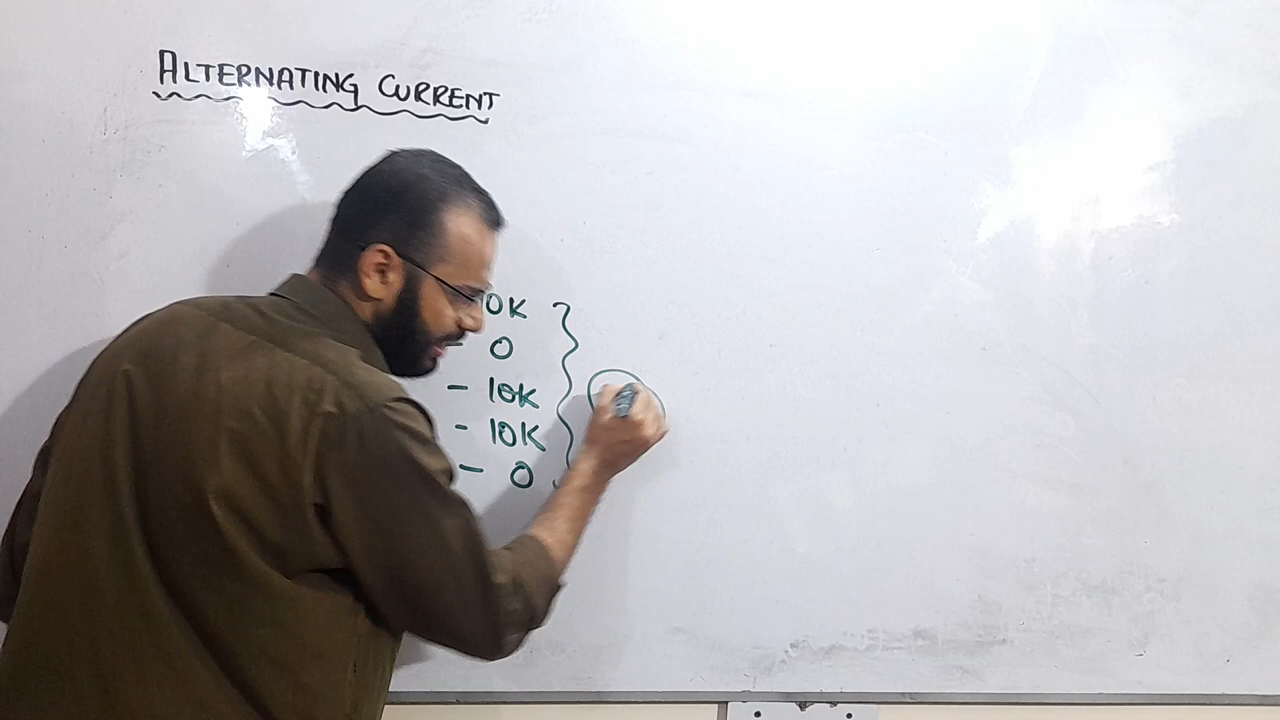 ALTERNATING CURRENT
0K
- 0
- 10K
- 10K
- 0